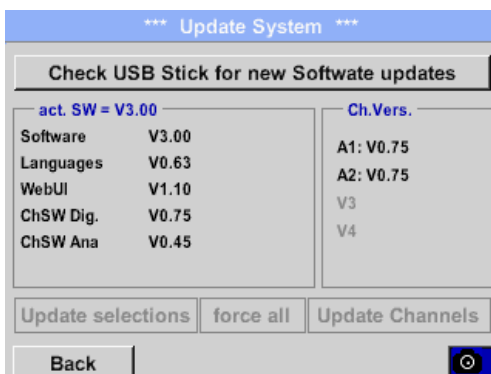 *** Update System ***
Check USB Stick for new Softwate updates
act. SW = V3.00
Software V3.00
Languages V0.63
WebUI V1.10
ChSW Dig. V0.75
ChSW Ana V0.45
Ch.Vers.
A1: V0.75
A2: V0.75
V3
V4
Update selections force all Update Channels
Back